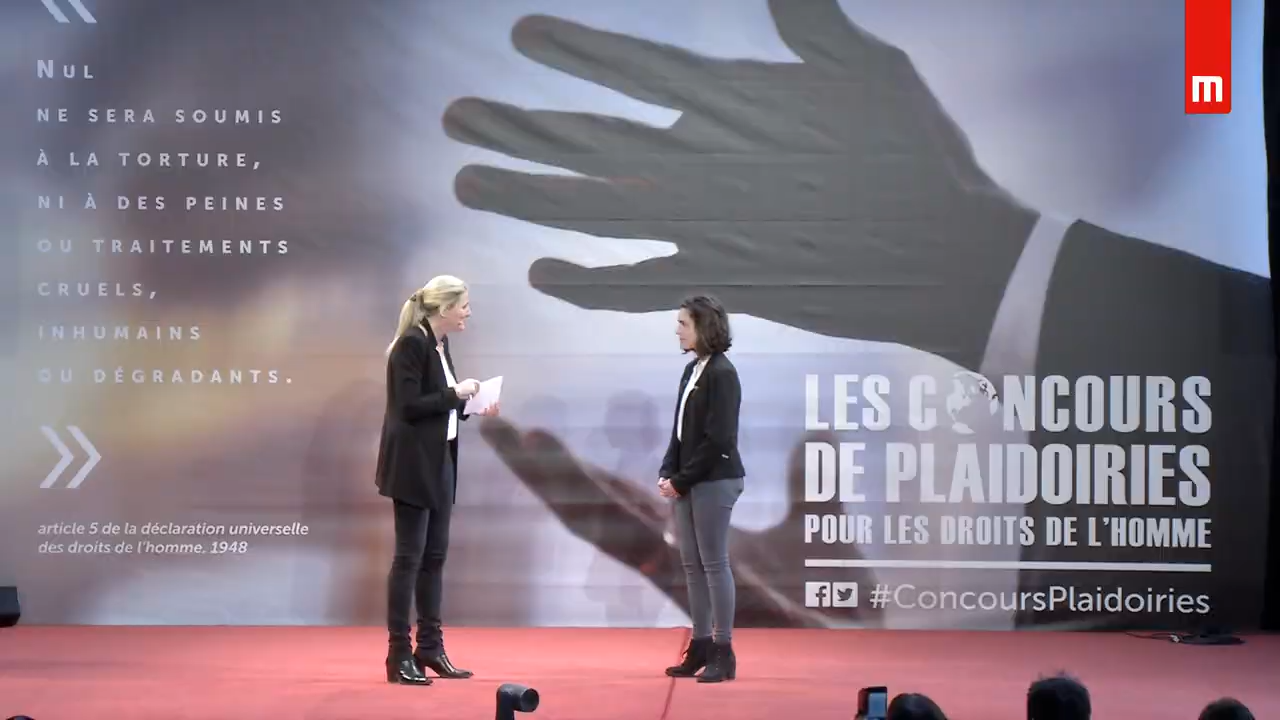 NUL
NE SERA SOUMIS
À LA TORTURE,
NI À DES PEINES
OU TRAITEMENTS
CRUELS,
INHUMAINS
OU DÉGRADANTS.
article 5 de la déclaration universelle
des droits de l'homme. 1948
m
LES CONCOURS
DE PLAIDOIRIES
POUR LES DROITS DE L'HOMME
#ConcoursPlaidoiries